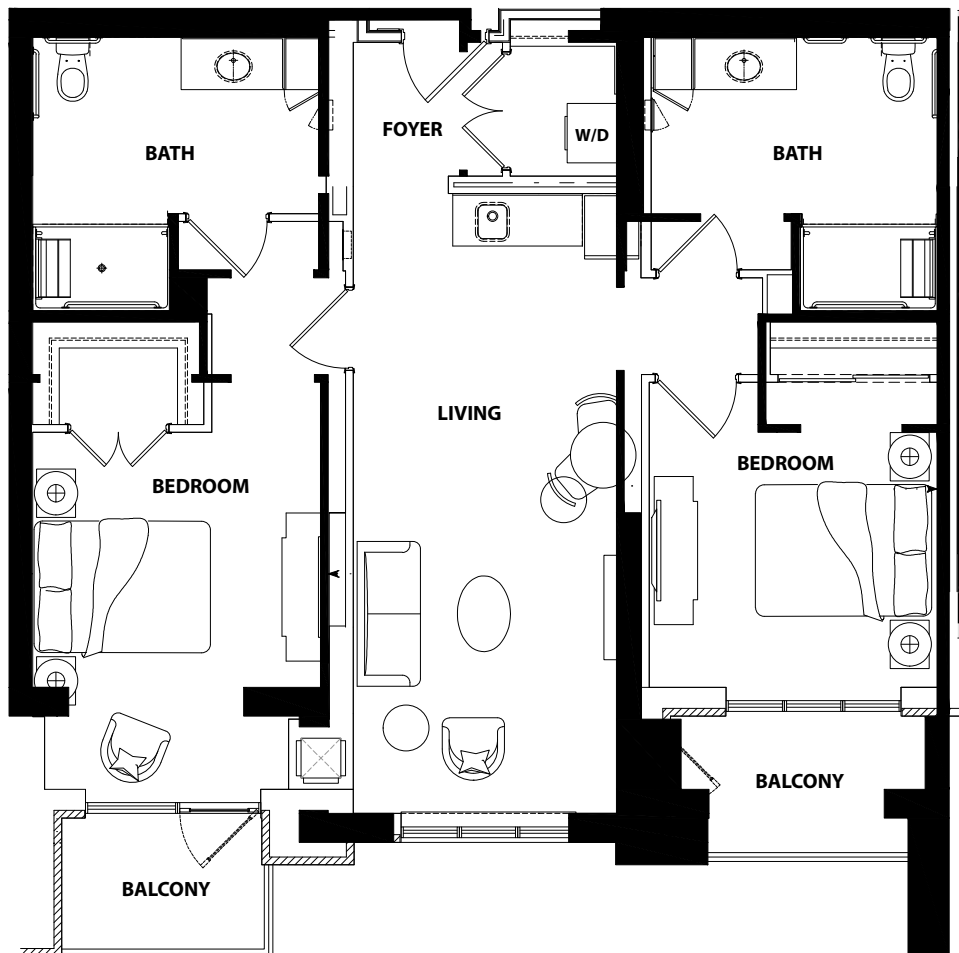 FOYER
W/D
BATH
BATH
LIVING
BEDROOM
BEDROOM
BALCONY
BALCONY